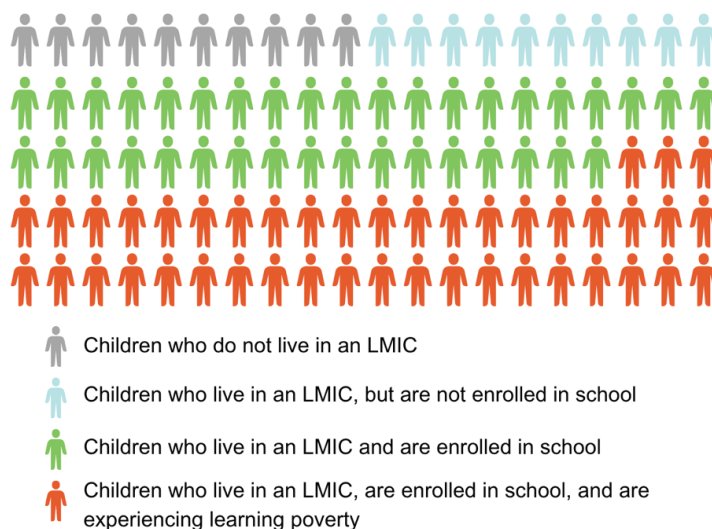 Children who do not live in an LMIC
Children who live in an LMIC, but are not enrolled in school
Children who live in an LMIC and are enrolled in school
Children who live in an LMIC, are enrolled in school, and are
experiencing learning poverty